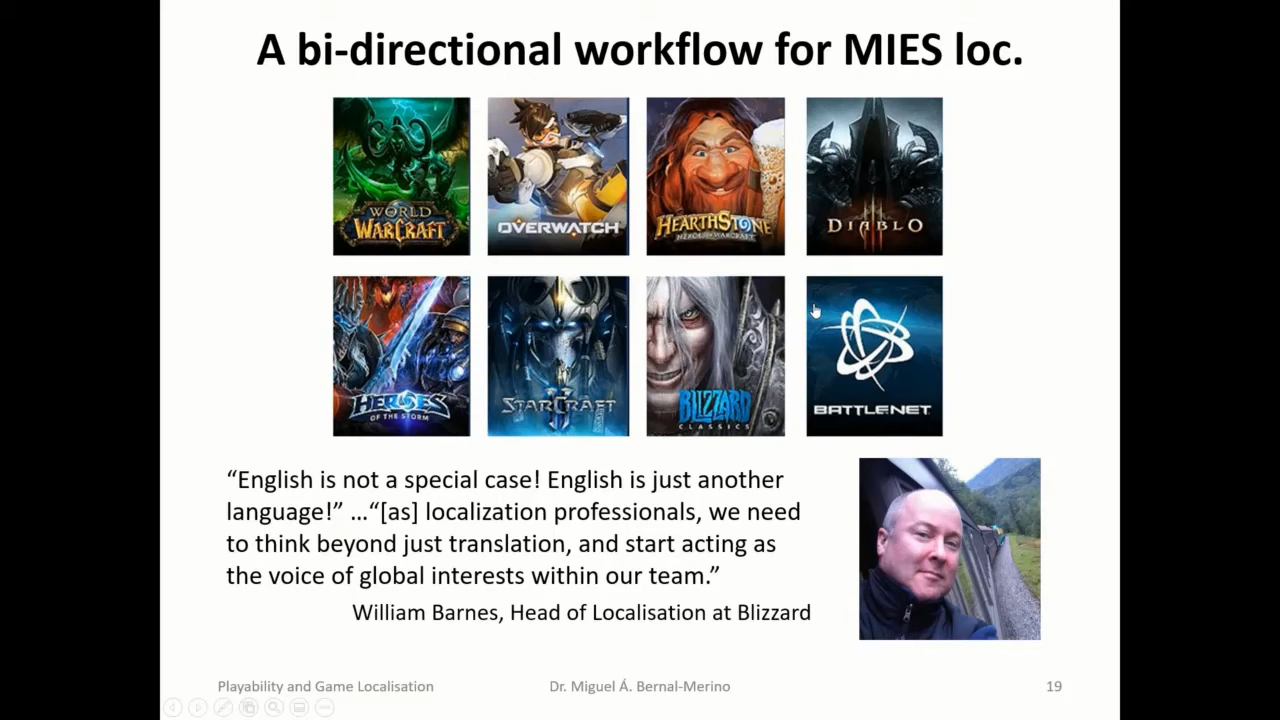 A bi-directional workflow for MIES loc.
WORLD
WARCRAFT
OVERWATCH
HEARTHSTONE
HEROES OF WARCRAFT
DIABLO
III
HEROES
OF THE STORM
STARCRAFT
II
BLIZZARD
CLASSICS
BATTLE.NET
“English is not a special case! English is just another
language!” …“[as] localization professionals, we need
to think beyond just translation, and start acting as
the voice of global interests within our team.”
William Barnes, Head of Localisation at Blizzard
Playability and Game Localisation
Dr. Miguel Á. Bernal-Merino
19